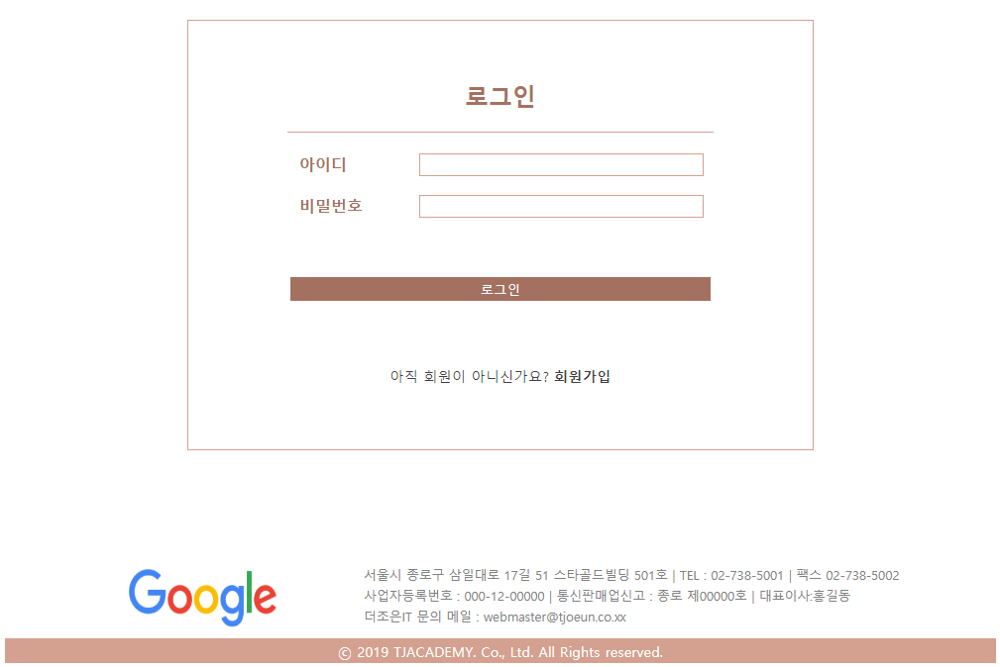 로그인
아이디
비밀번호
로그인
아직 회원이 아니신가요? 회원가입
Google
서울시 종로구 삼일대로 17길 51 스타골드빌딩 501호 | TEL : 02-738-5001 | 팩스 02-738-5002
사업자등록번호 : 000-12-00000 | 통신판매업신고 : 종로 제00000호 | 대표이사:홍길동
더조은IT 문의 메일 : webmaster@tjoeun.co.xx
© 2019 TJACADEMY. Co., Ltd. All Rights reserved.